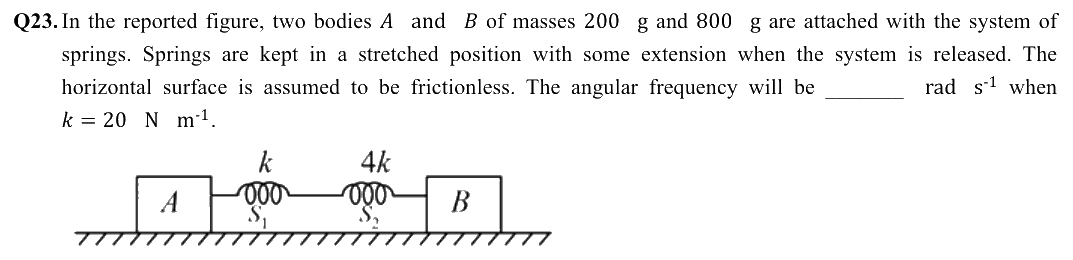 Q23. In the reported figure, two bodies A and B of masses 200 g and 800 g are attached with the system of
springs. Springs are kept in a stretched position with some extension when the system is released. The
horizontal surface is assumed to be frictionless. The angular frequency will be ________ rad s⁻¹ when
k = 20 N m⁻¹.
k 4k
A B
S₁ S₂